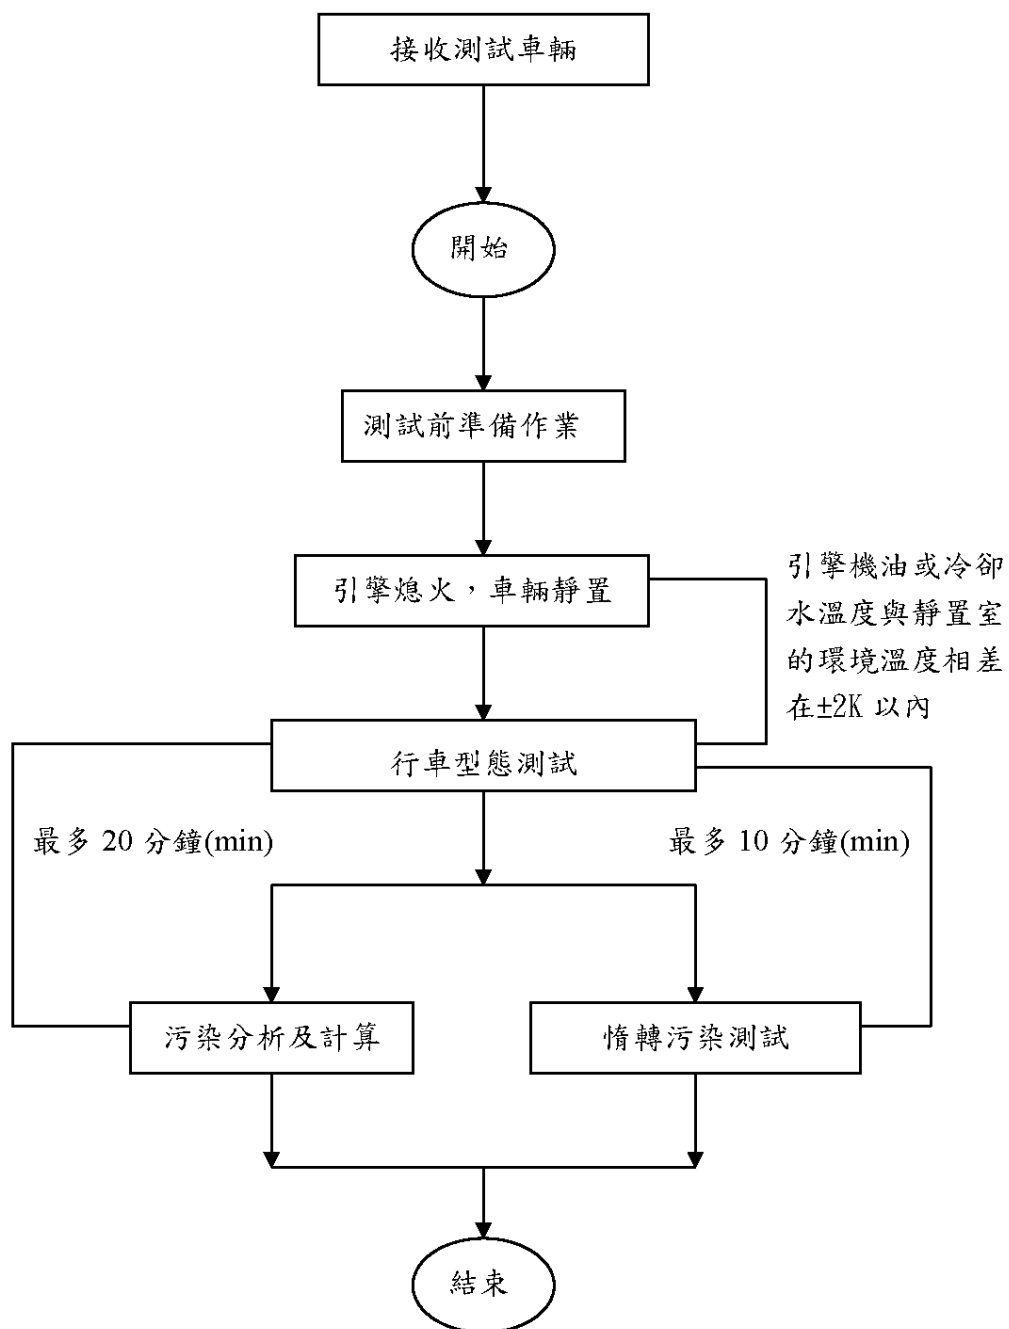 接收測試車輛
開始
測試前準備作業
引擎熄火，車輛靜置
引擎機油或冷卻
水溫度與靜置室
的環境溫度相差
在±2K 以內
行車型態測試
最多 20 分鐘(min)
最多 10 分鐘(min)
污染分析及計算
惰轉污染測試
結束